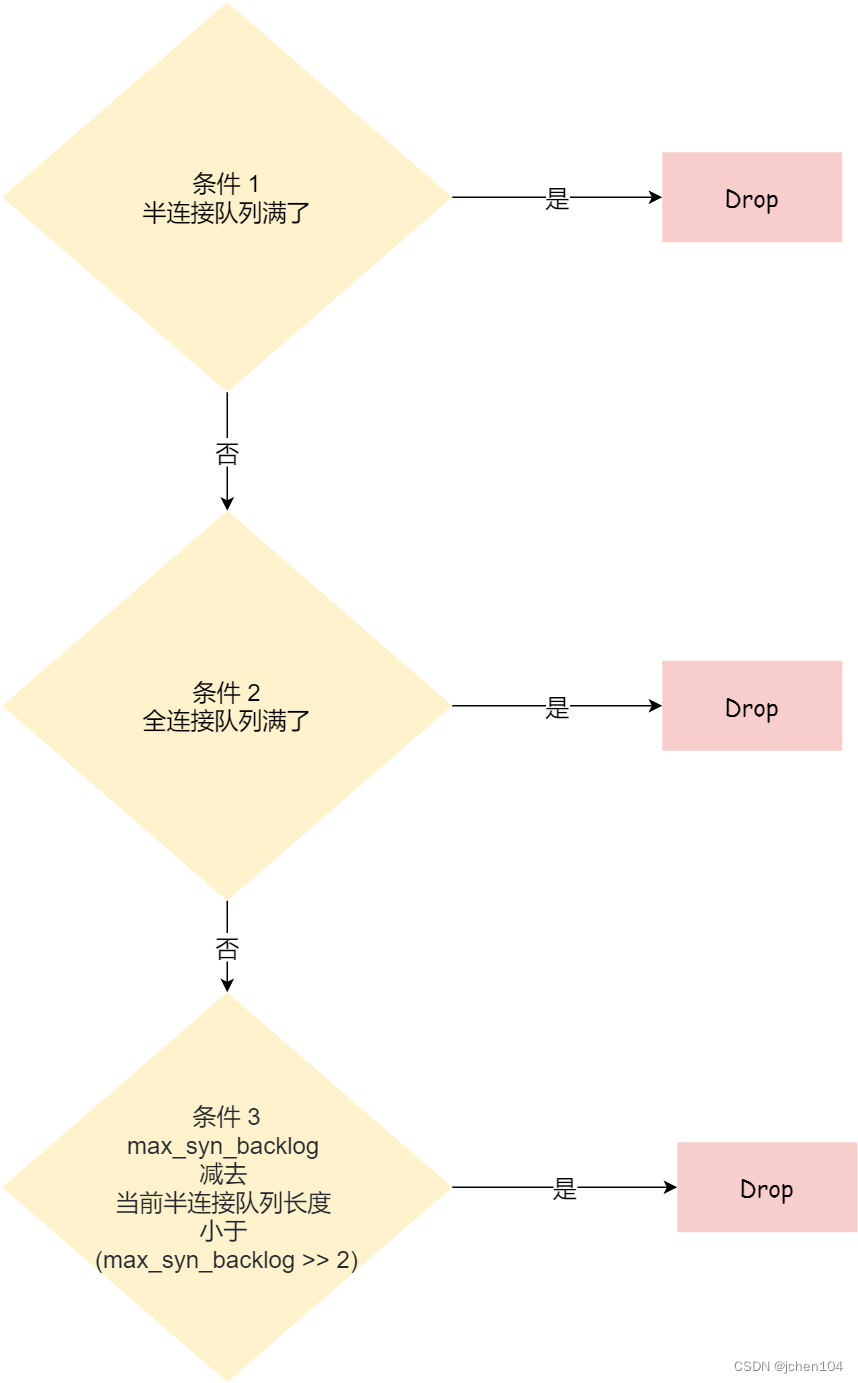 条件 1
半连接队列满了
是
Drop
否
条件 2
全连接队列满了
是
Drop
否
条件 3
max_syn_backlog
减去
当前半连接队列长度
小于
(max_syn_backlog >> 2)
是
Drop
CSDN @jchen104